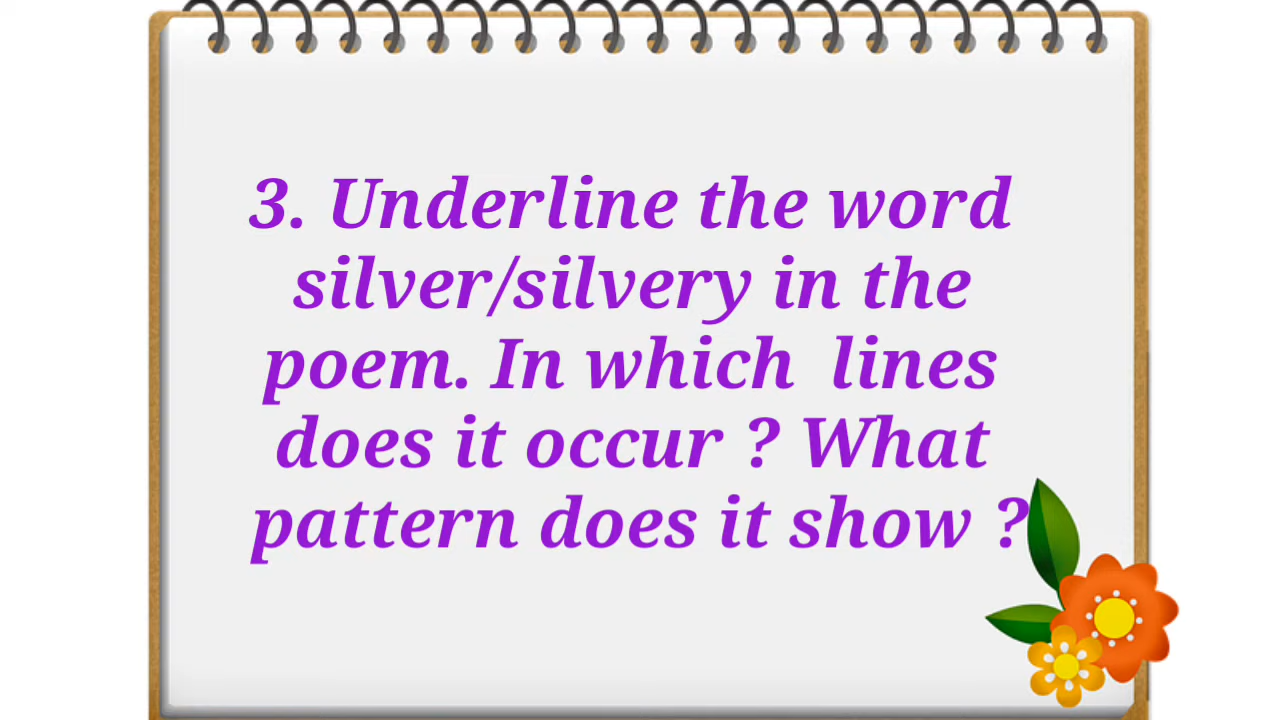 3. Underline the word
silver/silvery in the
poem. In which  lines
does it occur ? What
pattern does it show ?